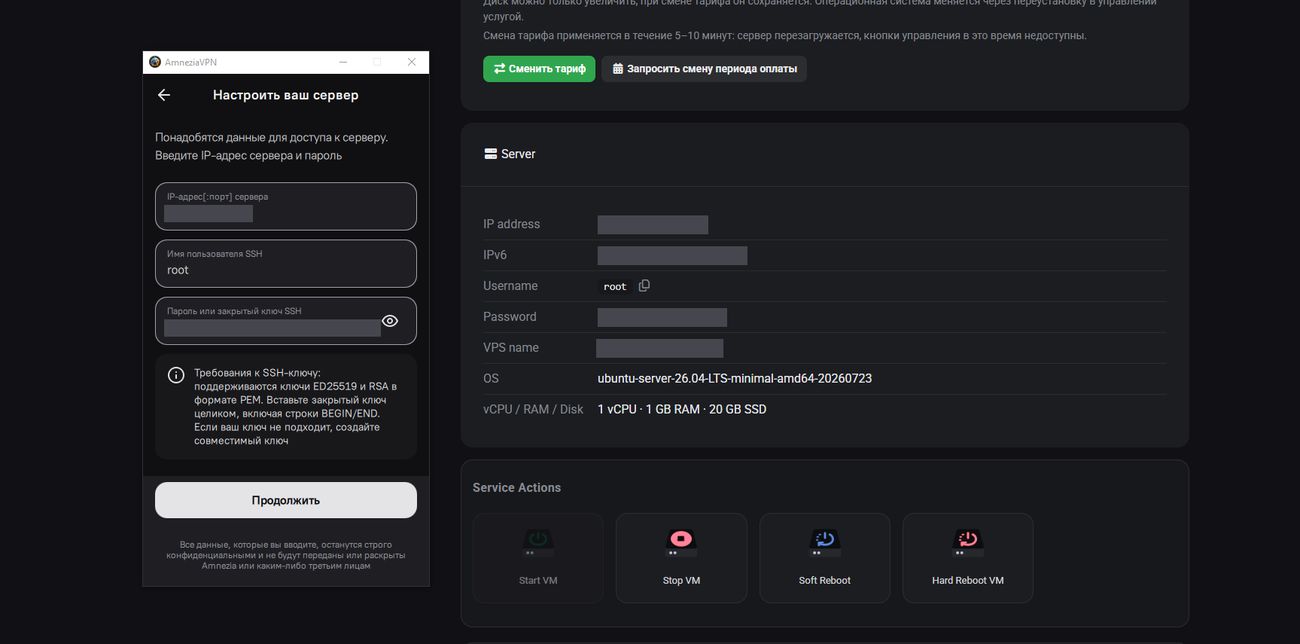 AmneziaVPN
Настроить ваш сервер
Понадобятся данные для доступа к серверу.
Введите IP-адрес сервера и пароль
IP-адрес[:порт] сервера
Имя пользователя SSH
root
Пароль или закрытый ключ SSH
Требования к SSH-ключу:
поддерживаются ключи ED25519 и RSA в
формате PEM. Вставьте закрытый ключ
целиком, включая строки BEGIN/END.
Если ваш ключ не подходит, создайте
совместимый ключ
Продолжить
Все данные, которые вы вводите, останутся строго
конфиденциальными и не будут переданы или раскрыты
Amnezia или каким-либо третьим лицам
Диск можно только увеличить, при смене тарифа он сохраняется. Операционная система меняется через переустановку в управлении
услугой.
Смена тарифа применяется в течение 5–10 минут: сервер перезагружается, кнопки управления в это время недоступны.
Сменить тариф
Запросить смену периода оплаты
Server
IP address
IPv6
Username root
Password
VPS name
OS ubuntu-server-26.04-LTS-minimal-amd64-20260723
vCPU / RAM / Disk 1 vCPU · 1 GB RAM · 20 GB SSD
Service Actions
Start VM
Stop VM
Soft Reboot
Hard Reboot VM